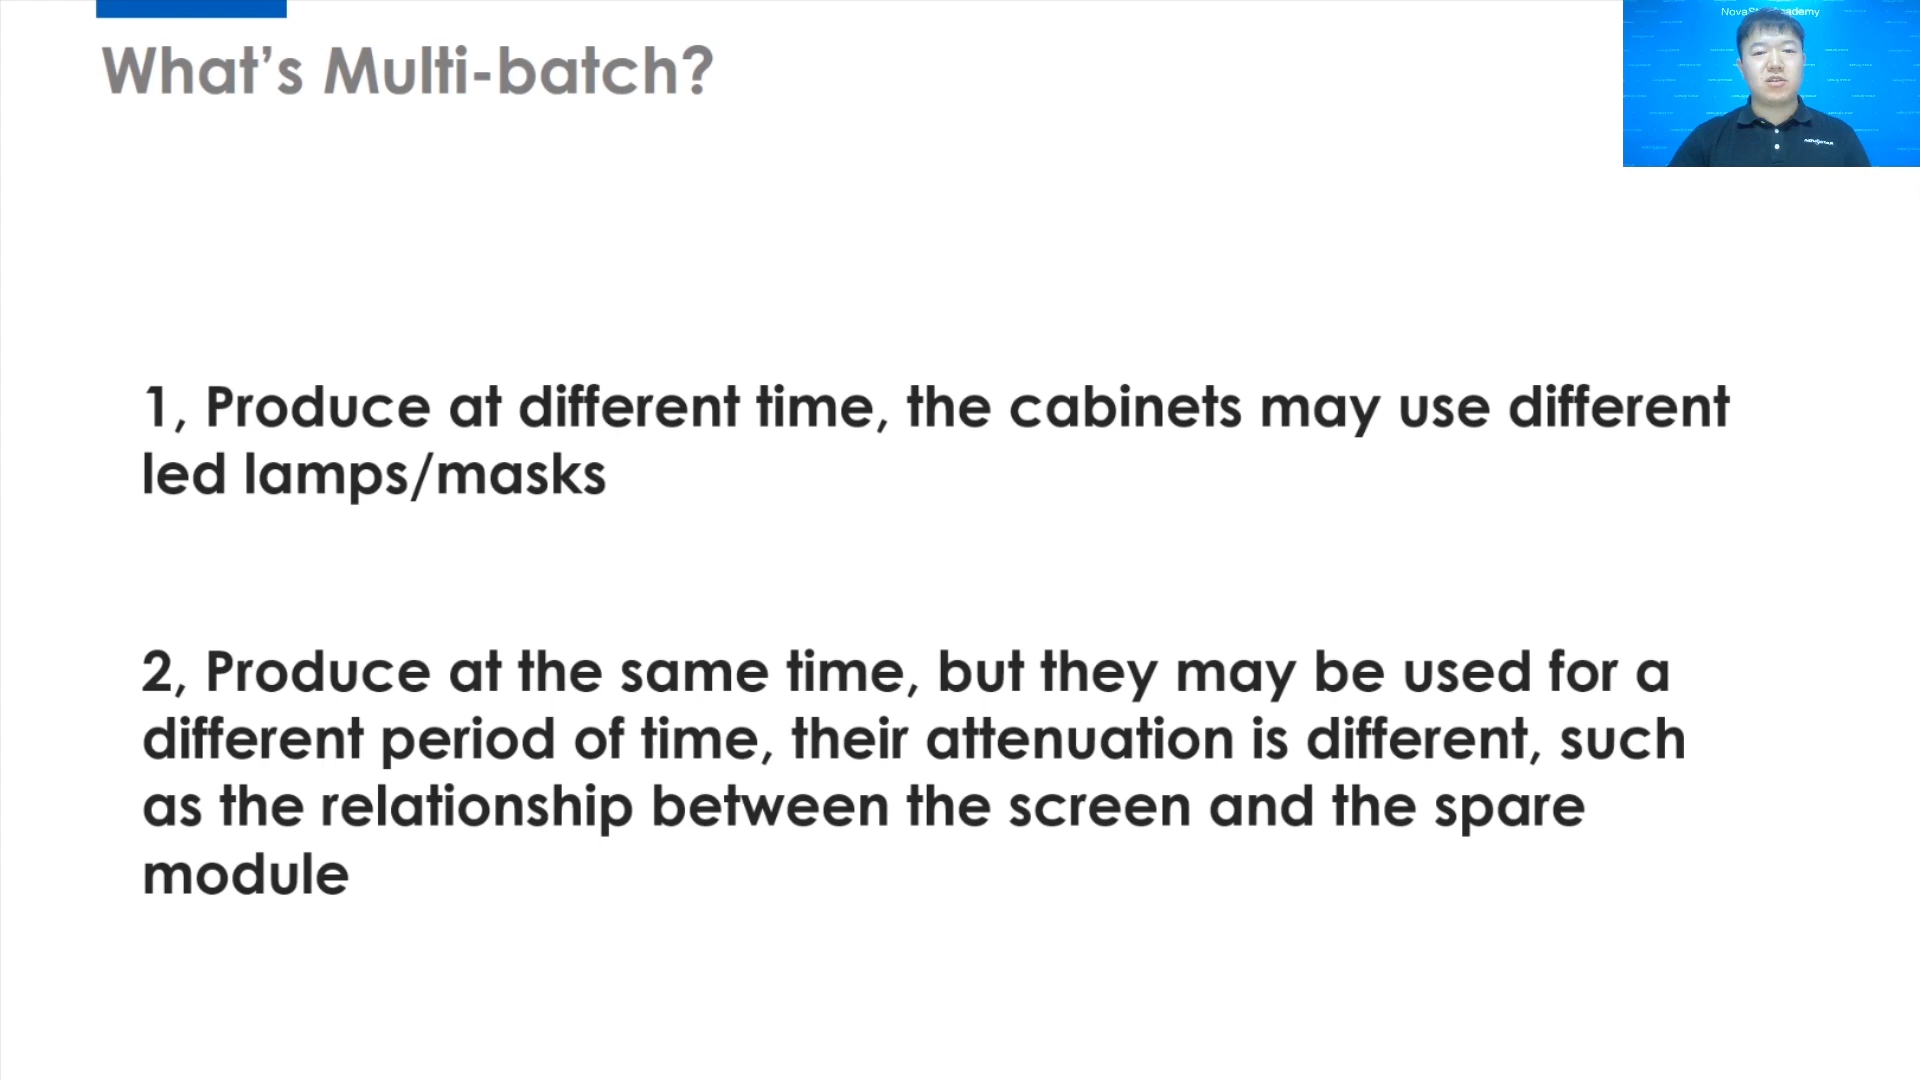 What's Multi-batch?
1, Produce at different time, the cabinets may use different
led lamps/masks
2, Produce at the same time, but they may be used for a
different period of time, their attenuation is different, such
as the relationship between the screen and the spare
module
NOVASTAR